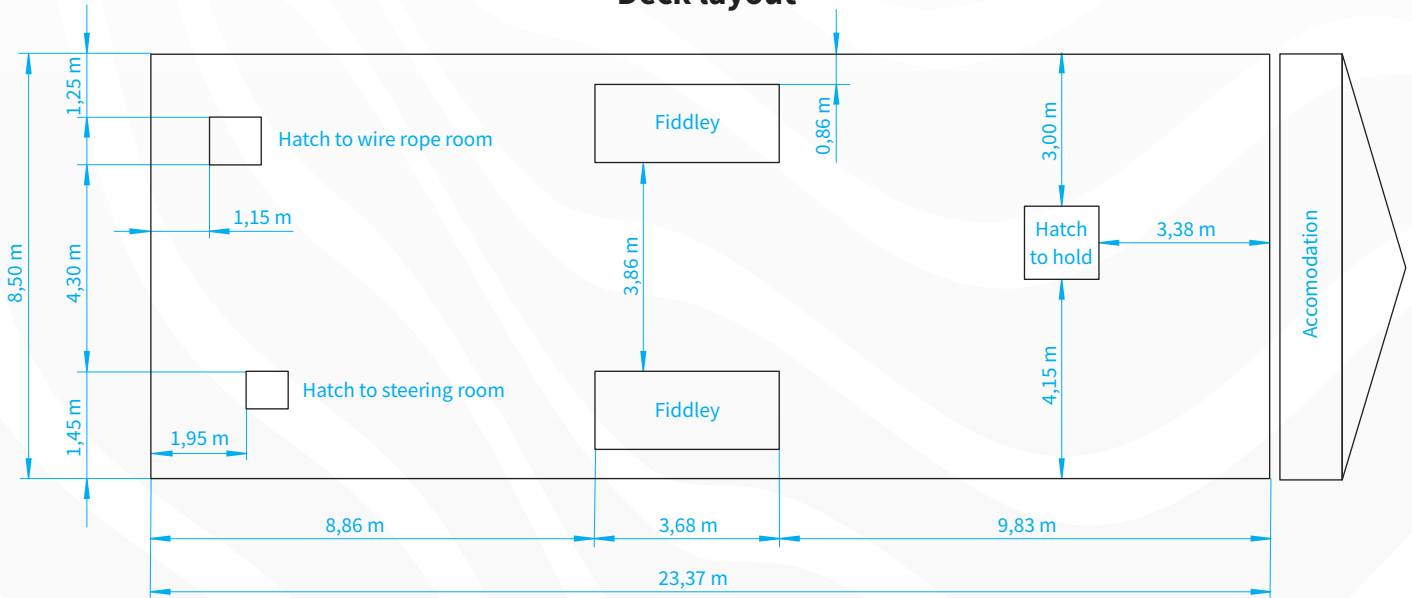 Deck layout
1,25 m
Hatch to wire rope room
1,15 m
8,50 m
4,30 m
Fiddley
0,86 m
3,00 m
3,86 m
Hatch
to hold
3,38 m
Accomodation
Hatch to steering room
1,45 m
1,95 m
Fiddley
4,15 m
8,86 m
3,68 m
9,83 m
23,37 m